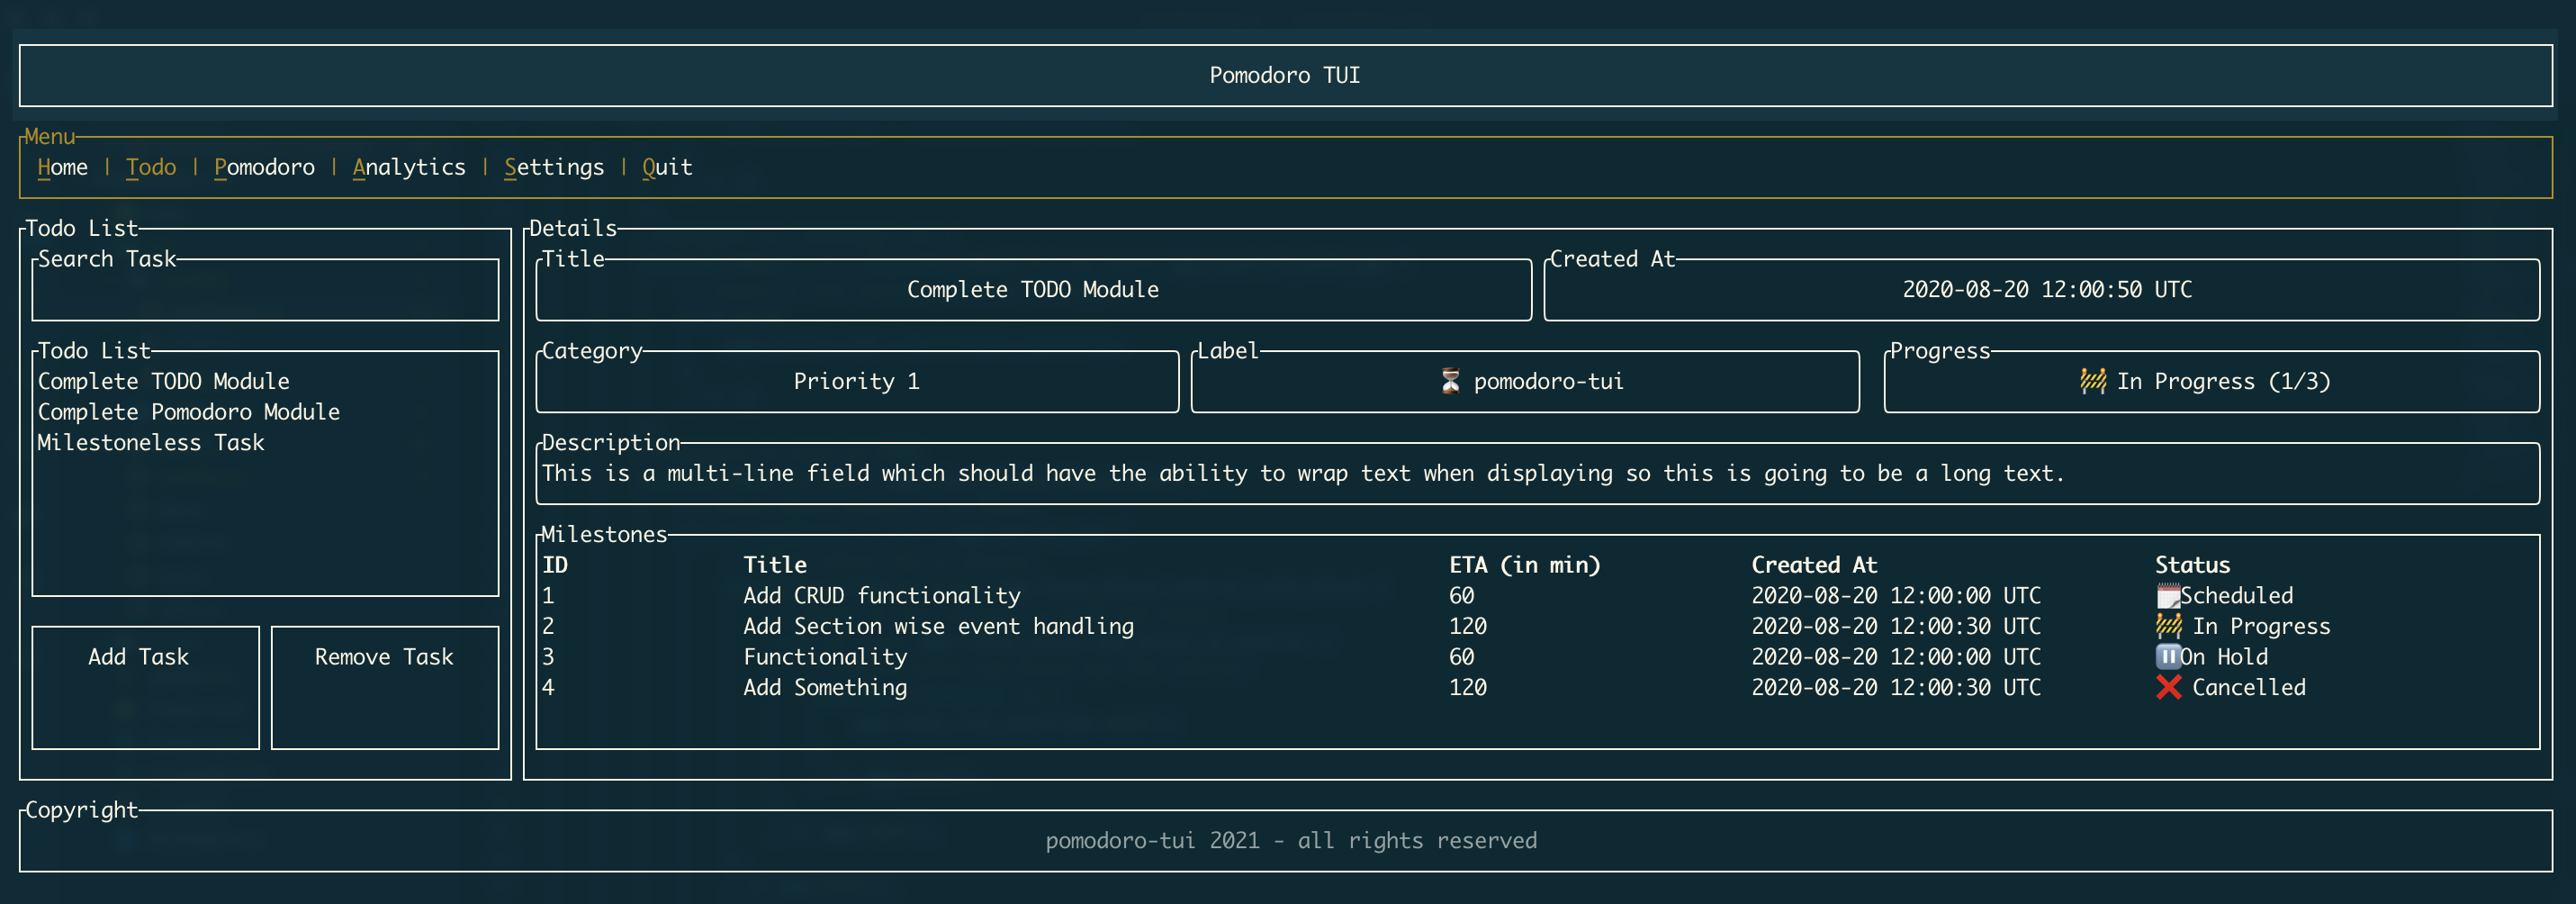 Pomodoro TUI
Menu
Home | Todo | Pomodoro | Analytics | Settings | Quit
Todo List
Search Task
Todo List
Complete TODO Module
Complete Pomodoro Module
Milestoneless Task
Add Task Remove Task
Details
Title Created At
Complete TODO Module 2020-08-20 12:00:50 UTC
Category Label Progress
Priority 1 ⏳ pomodoro-tui 🚧 In Progress (1/3)
Description
This is a multi-line field which should have the ability to wrap text when displaying so this is going to be a long text.
Milestones
ID Title ETA (in min) Created At Status
1 Add CRUD functionality 60 2020-08-20 12:00:00 UTC 🗓Scheduled
2 Add Section wise event handling 120 2020-08-20 12:00:30 UTC 🚧 In Progress
3 Functionality 60 2020-08-20 12:00:00 UTC ⏸On Hold
4 Add Something 120 2020-08-20 12:00:30 UTC ❌ Cancelled
Copyright
pomodoro-tui 2021 - all rights reserved